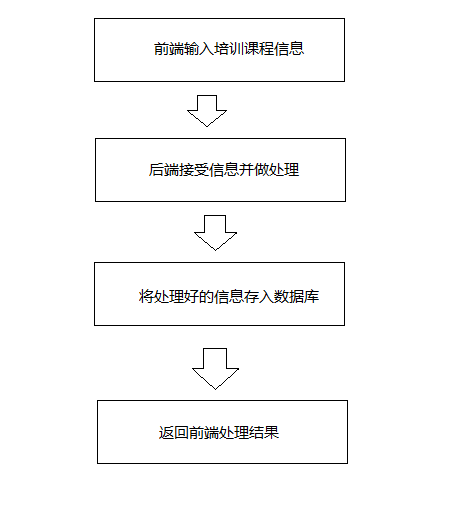 前端输入培训课程信息
后端接受信息并做处理
将处理好的信息存入数据库
返回前端处理结果